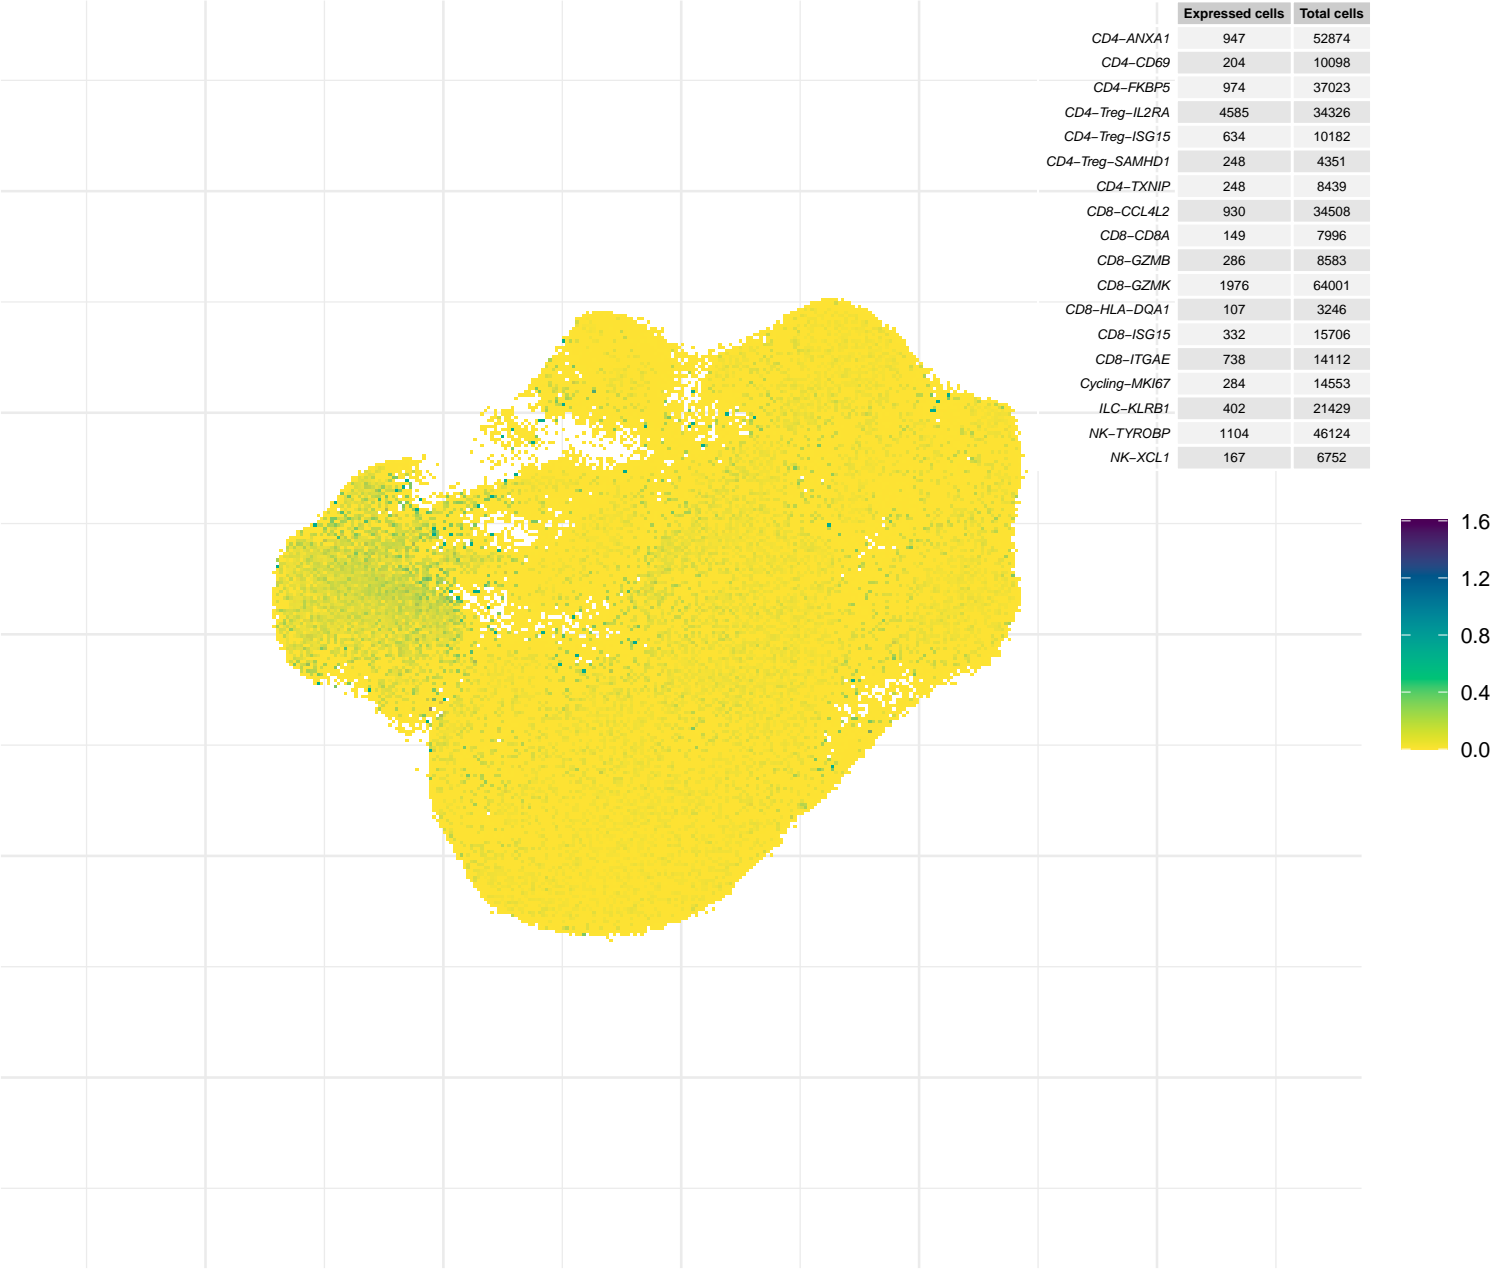 Expressed cells Total cells
CD4−ANXA1 947 52874
CD4−CD69 204 10098
CD4−FKBP5 974 37023
CD4−Treg−IL2RA 4585 34326
CD4−Treg−ISG15 634 10182
CD4−Treg−SAMHD1 248 4351
CD4−TXNIP 248 8439
CD8−CCL4L2 930 34508
CD8−CD8A 149 7996
CD8−GZMB 286 8583
CD8−GZMK 1976 64001
CD8−HLA−DQA1 107 3246
CD8−ISG15 332 15706
CD8−ITGAE 738 14112
Cycling−MKI67 284 14553
ILC−KLRB1 402 21429
NK−TYROBP 1104 46124
NK−XCL1 167 6752
1.6
1.2
0.8
0.4
0.0